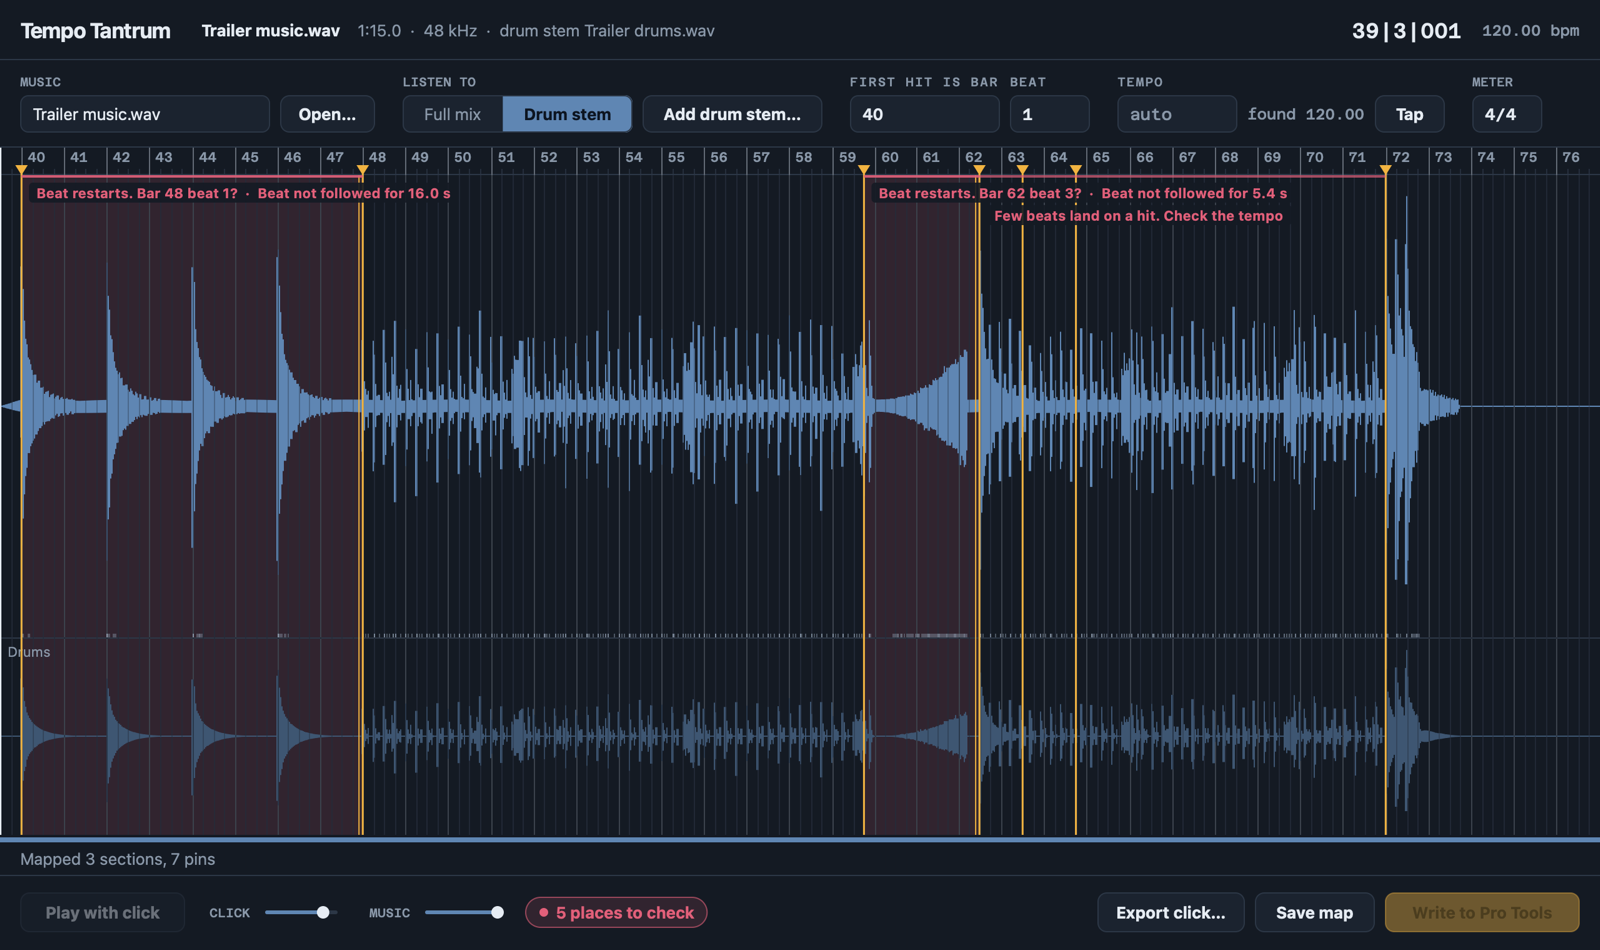 Tempo Tantrum Trailer music.wav 1:15.0 · 48 kHz · drum stem Trailer drums.wav 39|3|001 120.00 bpm
MUSIC LISTEN TO FIRST HIT IS BAR BEAT TEMPO METER
Trailer music.wav Open... Full mix Drum stem Add drum stem... 40 1 auto found 120.00 Tap 4/4
40 41 42 43 44 45 46 47 48 49 50 51 52 53 54 55 56 57 58 59 60 61 62 63 64 65 66 67 68 69 70 71 72 73 74 75 76
Beat restarts. Bar 48 beat 1? · Beat not followed for 16.0 s Beat restarts. Bar 62 beat 3? · Beat not followed for 5.4 s
Few beats land on a hit. Check the tempo
Drums
Mapped 3 sections, 7 pins
Play with click CLICK MUSIC 5 places to check Export click... Save map Write to Pro Tools